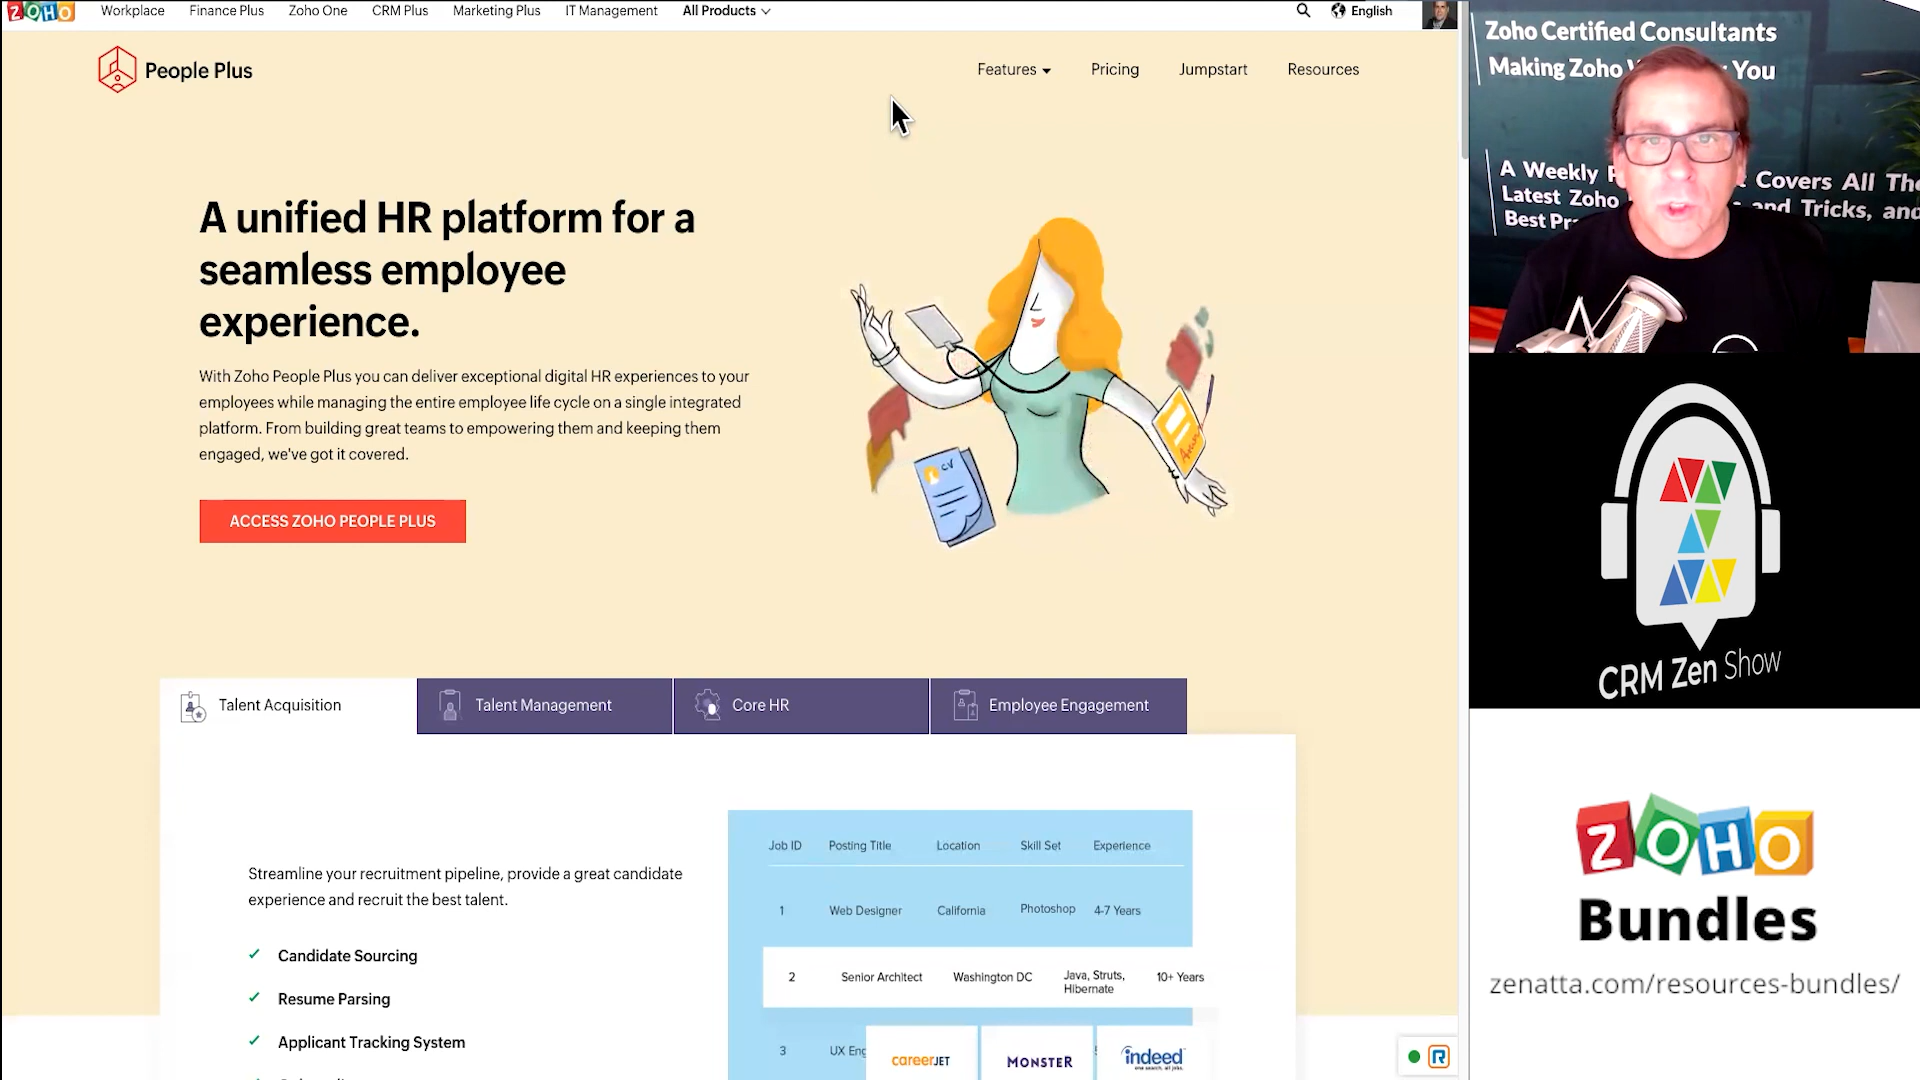 ZOHO
Workplace
Finance Plus
Zoho One
CRM Plus
Marketing Plus
IT Management
All Products
English
People Plus
Features
Pricing
Jumpstart
Resources
A unified HR platform for a
seamless employee
experience.
With Zoho People Plus you can deliver exceptional digital HR experiences to your
employees while managing the entire employee life cycle on a single integrated
platform. From building great teams to empowering them and keeping them
engaged, we've got it covered.
ACCESS ZOHO PEOPLE PLUS
CV
Talent Acquisition
Talent Management
Core HR
Employee Engagement
Streamline your recruitment pipeline, provide a great candidate
experience and recruit the best talent.
Candidate Sourcing
Resume Parsing
Applicant Tracking System
Job ID Posting Title Location Skill Set Experience
1 Web Designer California Photoshop 4-7 Years
2 Senior Architect Washington DC Java, Struts, 10+ Years
Hibernate
3 UX Eng
careerJET
MONSTER
indeed
one search. all jobs.
Zoho Certified Consultants
Making Zoho You
A Weekly Covers All The
Latest Zoho and Tricks, and
Best
CRM Zen Show
ZOHO
Bundles
zenatta.com/resources-bundles/